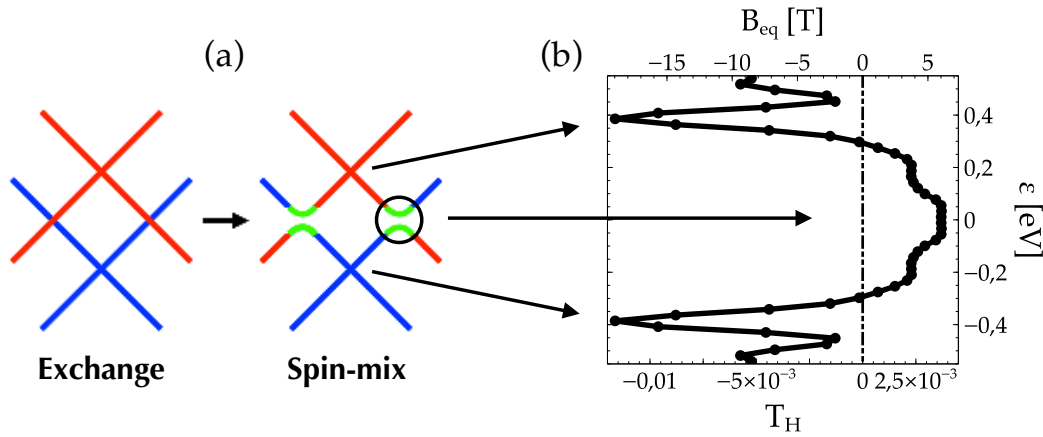 (a)
(b)
B_eq [T]
−15 −10 −5 0 5
0,4
0,2
0
−0,2
−0,4
ε [eV]
−0,01 −5×10⁻³ 0 2,5×10⁻³
T_H
Exchange
Spin-mix